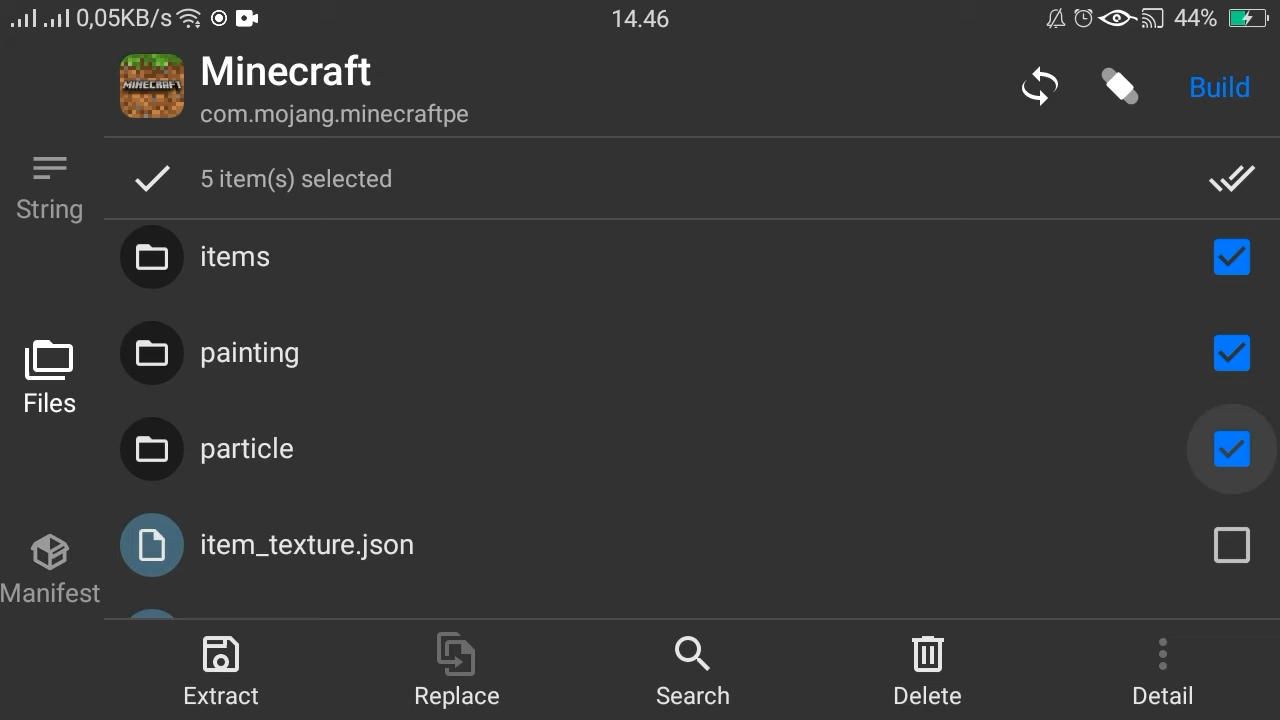 0,05KB/s
14.46
44%
MINECRAFT
Minecraft
com.mojang.minecraftpe
Build
5 item(s) selected
String
items
painting
Files
particle
item_texture.json
Manifest
Extract
Replace
Search
Delete
Detail